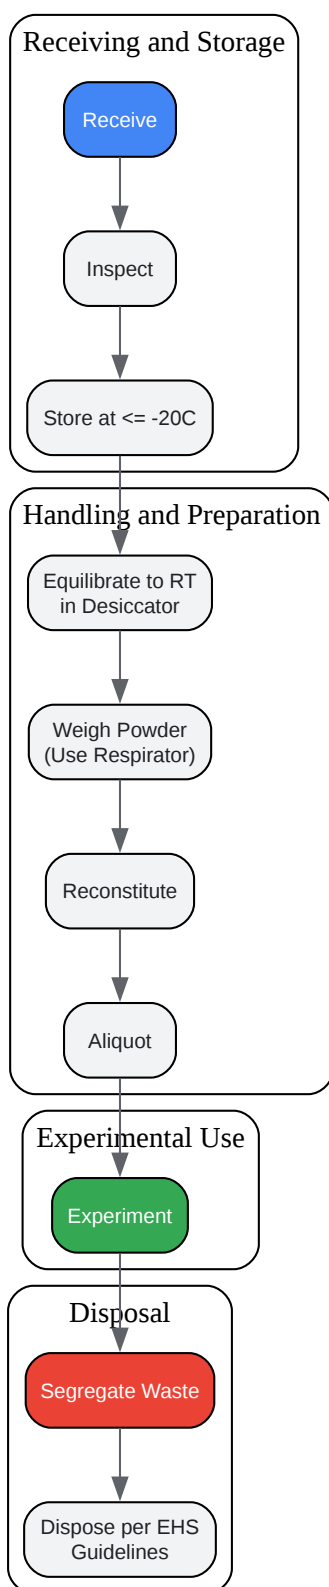 Receiving and Storage
Receive
Inspect
Store at <= -20C
Handling and Preparation
Equilibrate to RT
in Desiccator
Weigh Powder
(Use Respirator)
Reconstitute
Aliquot
Experimental Use
Experiment
Disposal
Segregate Waste
Dispose per EHS
Guidelines